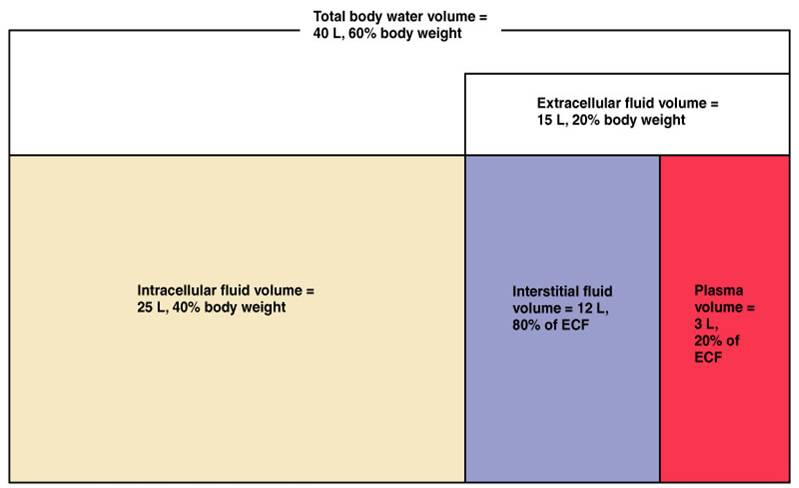 Total body water volume =
40 L, 60% body weight
Extracellular fluid volume =
15 L, 20% body weight
Intracellular fluid volume =
25 L, 40% body weight
Interstitial fluid
volume = 12 L,
80% of ECF
Plasma
volume =
3 L,
20% of
ECF